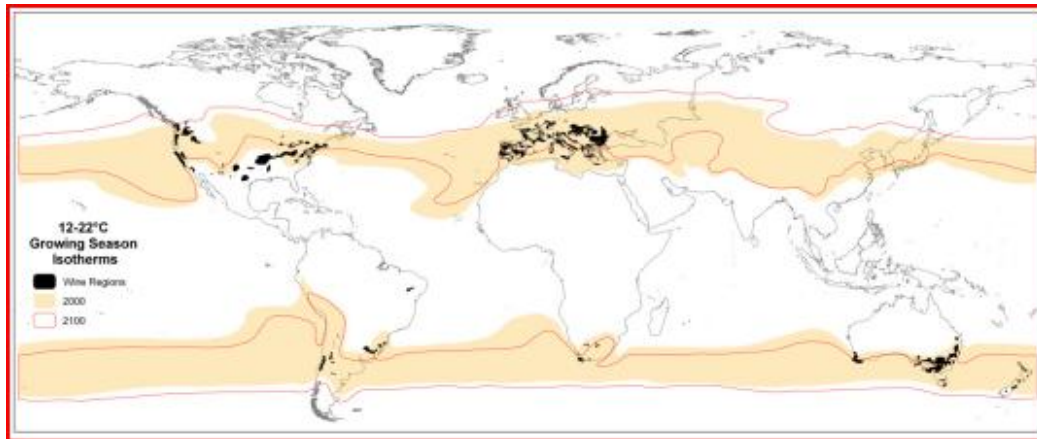 12-22°C
Growing Season
Isotherms
Wine Regions
2000
2100